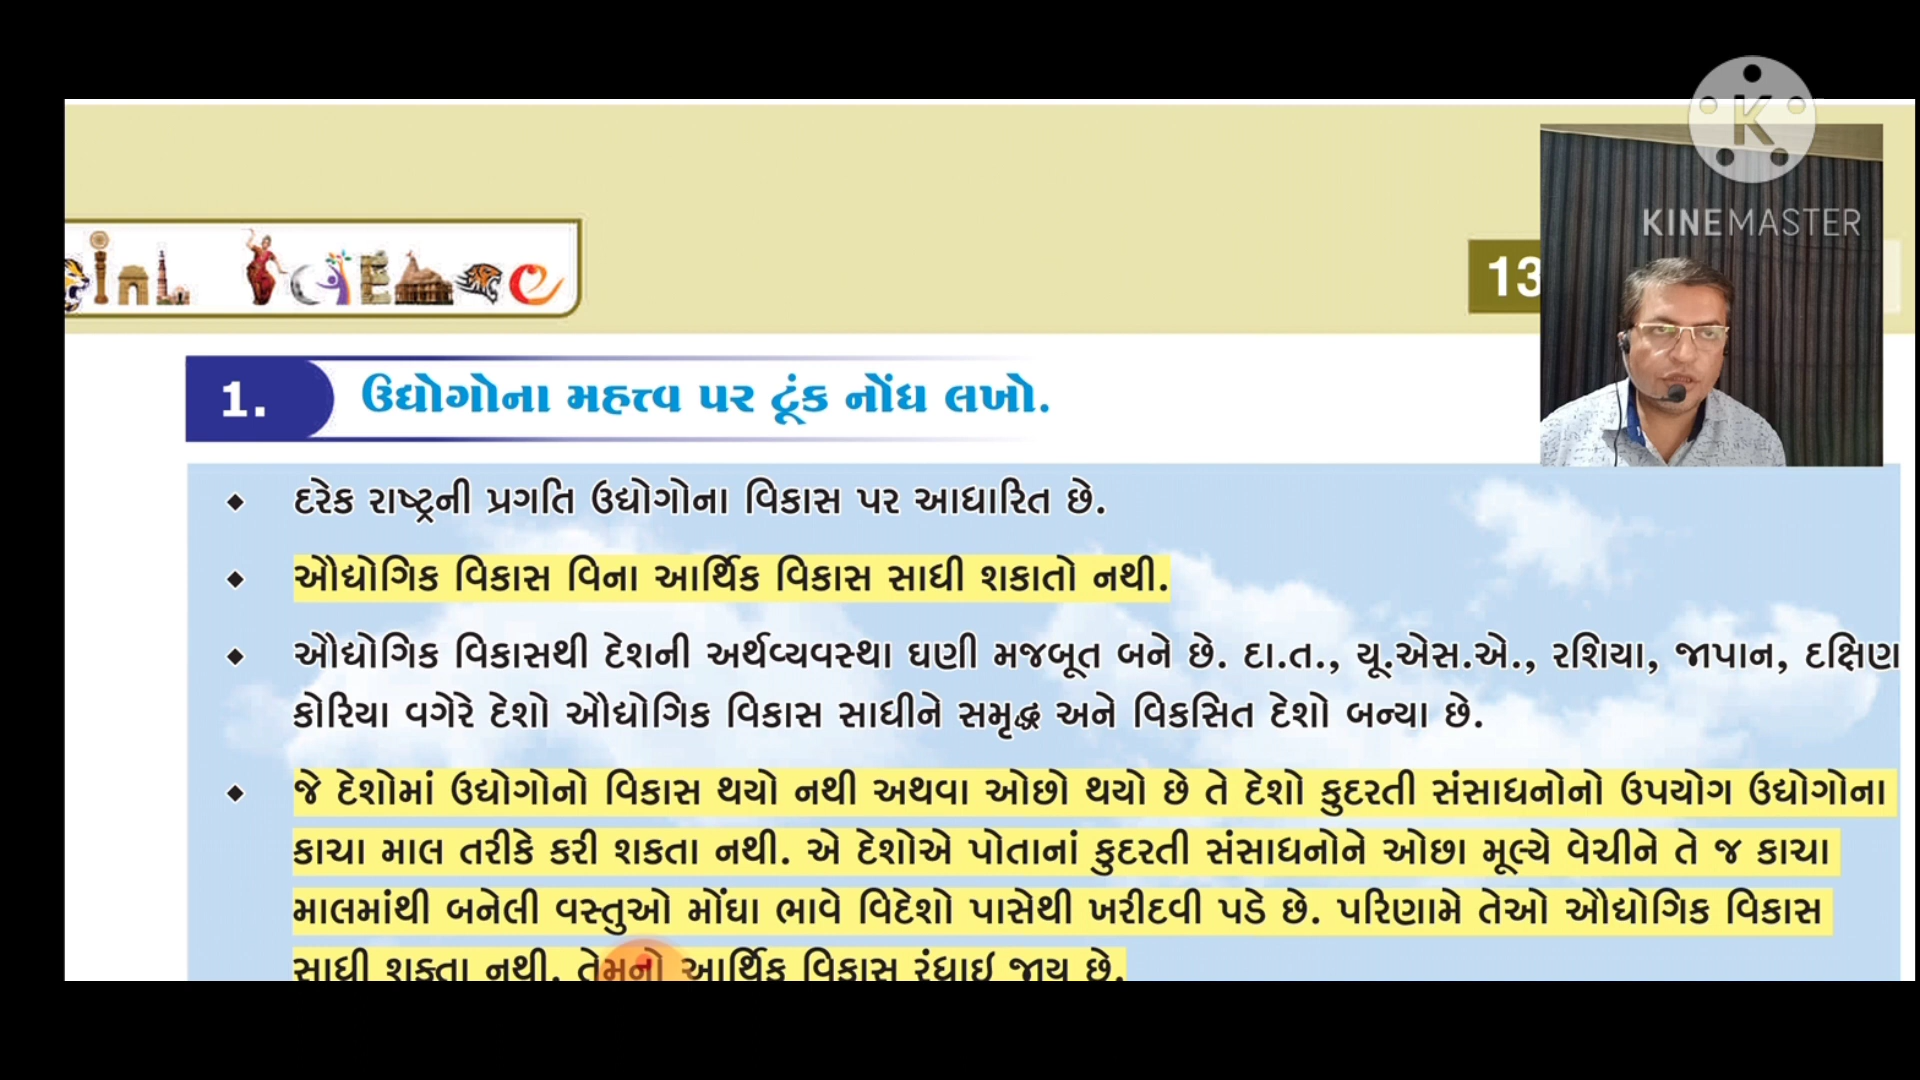 KINEMASTER
13
1. ઉદ્યોગોના મહત્ત્વ પર ટૂંક નોંધ લખો.
◆ દરેક રાષ્ટ્રની પ્રગતિ ઉદ્યોગોના વિકાસ પર આધારિત છે.
◆ ઔદ્યોગિક વિકાસ વિના આર્થિક વિકાસ સાધી શકાતો નથી.
◆ ઔદ્યોગિક વિકાસથી દેશની અર્થવ્યવસ્થા ઘણી મજબૂત બને છે. દા.ત., યૂ.એસ.એ., રશિયા, જાપાન, દક્ષિણ
કોરિયા વગેરે દેશો ઔદ્યોગિક વિકાસ સાધીને સમૃદ્ધ અને વિકસિત દેશો બન્યા છે.
◆ જે દેશોમાં ઉદ્યોગોનો વિકાસ થયો નથી અથવા ઓછો થયો છે તે દેશો કુદરતી સંસાધનોનો ઉપયોગ ઉદ્યોગોના
કાચા માલ તરીકે કરી શકતા નથી. એ દેશોએ પોતાનાં કુદરતી સંસાધનોને ઓછા મૂલ્યે વેચીને તે જ કાચા
માલમાંથી બનેલી વસ્તુઓ મોંઘા ભાવે વિદેશો પાસેથી ખરીદવી પડે છે. પરિણામે તેઓ ઔદ્યોગિક વિકાસ
સાધી શક્તા નથી. તેમનો આર્થિક વિકાસ રંધાઇ જાય છે.